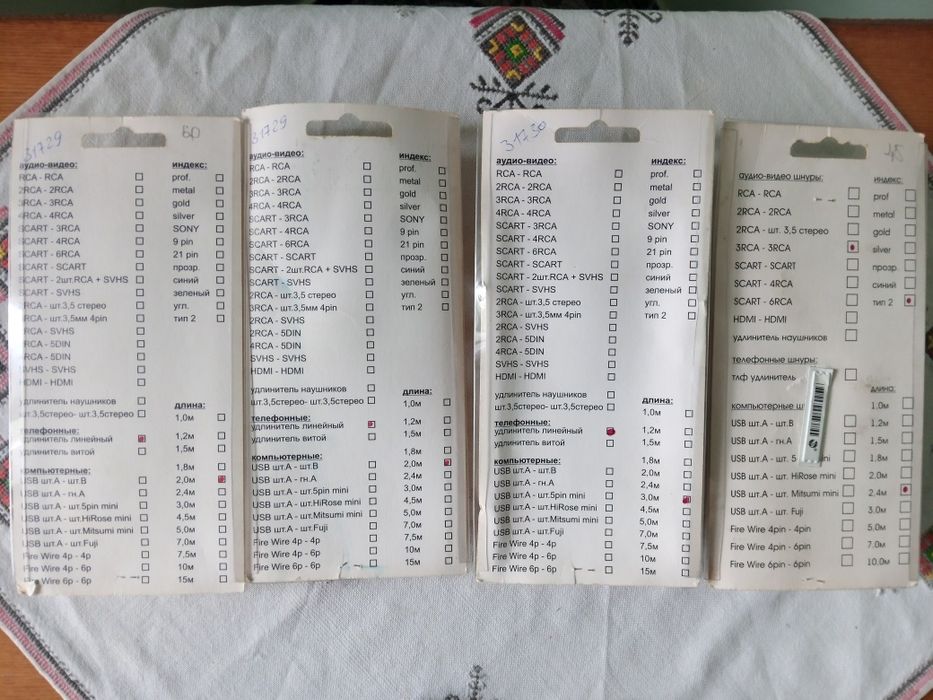 31729 60
аудио-видео: индекс:
RCA - RCA prof.
2RCA - 2RCA metal
3RCA - 3RCA gold
4RCA - 4RCA silver
SCART - 3RCA SONY
SCART - 4RCA 9 pin
SCART - 6RCA 21 pin
SCART - SCART прозр.
SCART - 2шт.RCA + SVHS синий
SCART - SVHS зеленый
RCA - шт.3,5 стерео угл.
RCA - шт.3,5мм 4pin тип 2
RCA - SVHS
RCA - 5DIN
4RCA - 5DIN
SVHS - SVHS
HDMI - HDMI
удлинитель наушников
шт.3,5стерео- шт.3,5стерео
длина:
1,0м
телефонные:
удлинитель линейный 1,2м
удлинитель витой 1,5м
компьютерные: 1,8м
USB шт.A - шт.B 2,0м
USB шт.A - гн.A 2,4м
USB шт.A - шт.5pin mini 3,0м
USB шт.A - шт.HiRose mini 4,5м
USB шт.A - шт.Mitsumi mini 5,0м
USB шт.A - шт.Fuji 7,0м
Fire Wire 4p - 4p 7,5м
Fire Wire 4p - 6p 10м
Fire Wire 6p - 6p 15м
31729
аудио-видео: индекс:
RCA - RCA prof.
2RCA - 2RCA metal
3RCA - 3RCA gold
4RCA - 4RCA silver
SCART - 3RCA SONY
SCART - 4RCA 9 pin
SCART - 6RCA 21 pin
SCART - SCART прозр.
SCART - 2шт.RCA + SVHS синий
SCART - SVHS зеленый
2RCA - шт.3,5 стерео угл.
3RCA - шт.3,5мм 4pin тип 2
2RCA - SVHS
2RCA - 5DIN
4RCA - 5DIN
SVHS - SVHS
HDMI - HDMI
удлинитель наушников длина:
шт.3,5стерео- шт.3,5стерео 1,0м
телефонные:
удлинитель линейный 1,2м
удлинитель витой 1,5м
компьютерные: 1,8м
USB шт.A - шт.B 2,0м
USB шт.A - гн.A 2,4м
USB шт.A - шт.5pin mini 3,0м
USB шт.A - шт.HiRose mini 4,5м
USB шт.A - шт.Mitsumi mini 5,0м
USB шт.A - шт.Fuji 7,0м
Fire Wire 4p - 4p 7,5м
Fire Wire 4p - 6p 10м
Fire Wire 6p - 6p 15м
31730
аудио-видео: индекс:
RCA - RCA prof.
2RCA - 2RCA metal
3RCA - 3RCA gold
4RCA - 4RCA silver
SCART - 3RCA SONY
SCART - 4RCA 9 pin
SCART - 6RCA 21 pin
SCART - SCART прозр.
SCART - 2шт.RCA + SVHS синий
SCART - SVHS зеленый
2RCA - шт.3,5 стерео угл.
3RCA - шт.3,5мм 4pin тип 2
2RCA - SVHS
2RCA - 5DIN
4RCA - 5DIN
SVHS - SVHS
HDMI - HDMI
удлинитель наушников
шт.3,5стерео- шт.3,5стерео
длина:
1,0м
телефонные:
удлинитель линейный 1,2м
удлинитель витой 1,5м
компьютерные: 1,8м
USB шт.A - шт.B 2,0м
USB шт.A - гн.A 2,4м
USB шт.A - шт.5pin mini 3,0м
USB шт.A - шт.HiRose mini 4,5м
USB шт.A - шт.Mitsumi mini 5,0м
USB шт.A - шт.Fuji 7,0м
Fire Wire 4p - 4p 7,5м
Fire Wire 4p - 6p 10м
Fire Wire 6p - 6p 15м
45
аудио-видео шнуры: индекс:
RCA - RCA prof
2RCA - 2RCA metal
2RCA - шт. 3,5 стерео gold
3RCA - 3RCA silver
SCART - SCART прозр.
SCART - 4RCA синий
SCART - 6RCA тип 2
HDMI - HDMI
удлинитель наушников
телефонные шнуры:
тлф удлинитель
длина:
компьютерные 1,0м
USB шт.A - шт.B 1,2м
USB шт.A - гн.A 1,5м
USB шт.A - шт. 5 mini 1,8м
USB шт.A - шт. HiRose mini 2,0м
USB шт.A - шт. Mitsumi mini 2,4м
USB шт.A - шт. Fuji 3,0м
Fire Wire 4pin - 4pin 5,0м
Fire Wire 4pin - 6pin 7,0м
Fire Wire 6pin - 6pin 10,0м